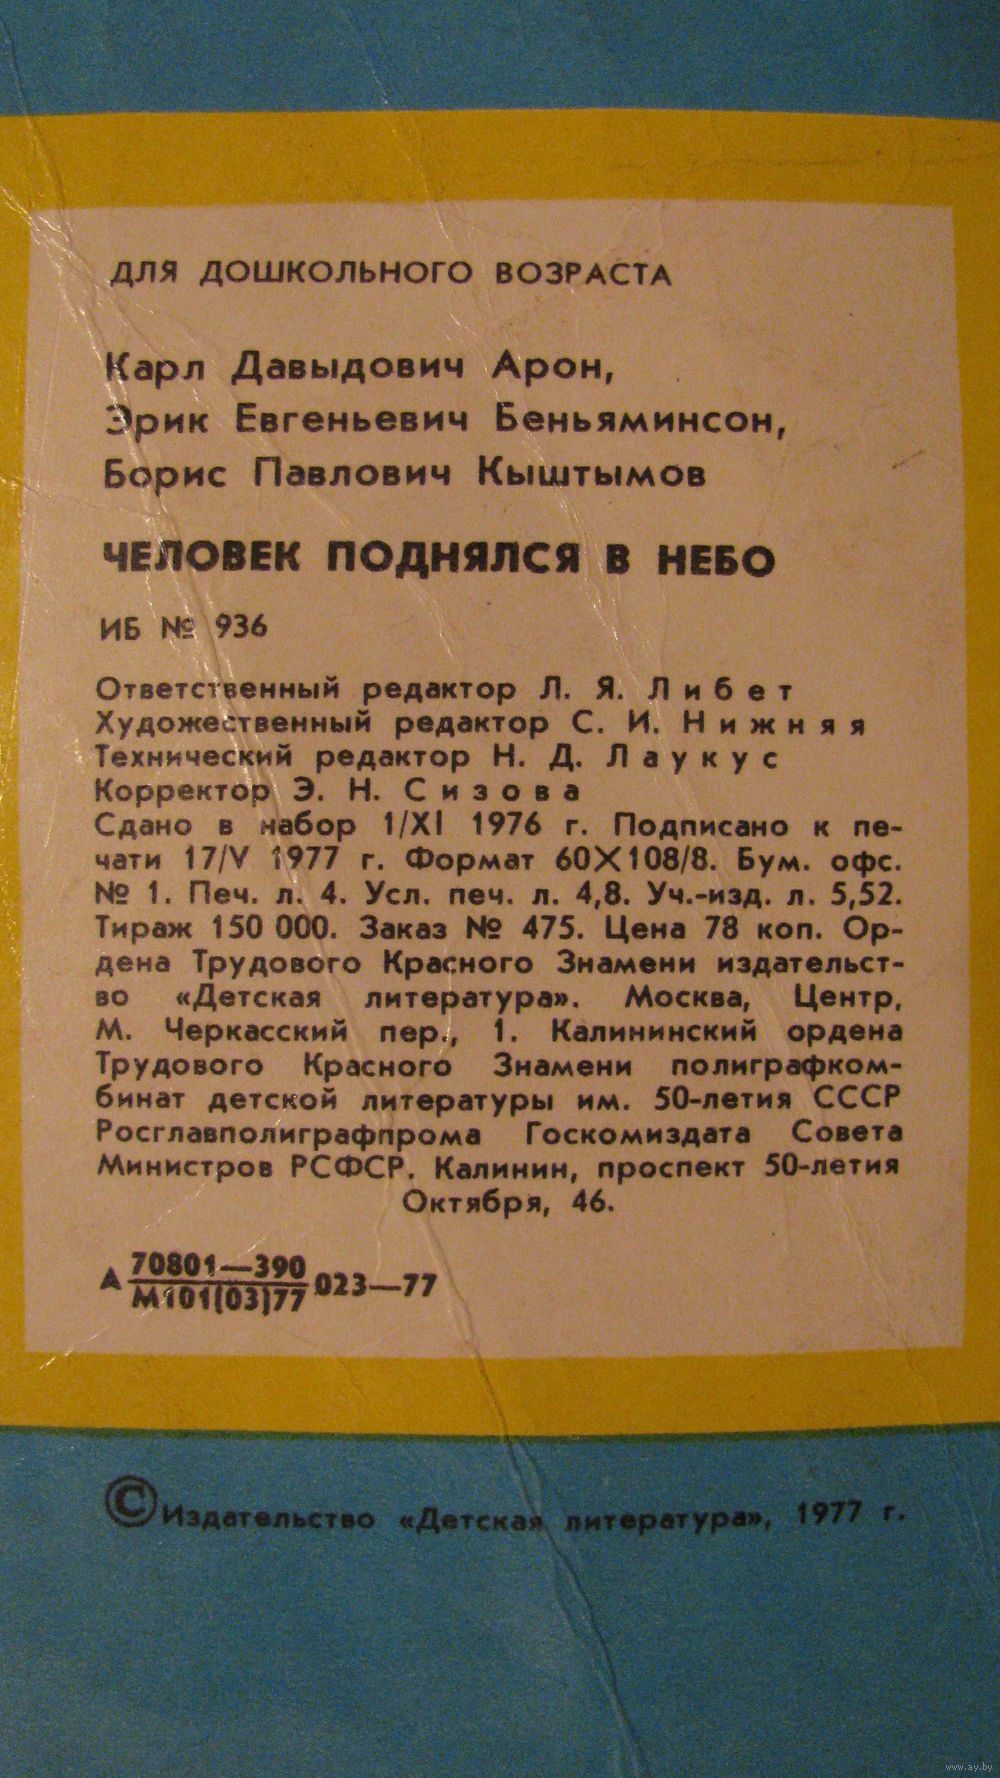 ДЛЯ ДОШКОЛЬНОГО ВОЗРАСТА
Карл Давыдович Арон,
Эрик Евгеньевич Беньяминсон,
Борис Павлович Кыштымов
ЧЕЛОВЕК ПОДНЯЛСЯ В НЕБО
ИБ № 936
Ответственный редактор Л. Я. Либет
Художественный редактор С. И. Нижняя
Технический редактор Н. Д. Лаукус
Корректор Э. Н. Сизова
Сдано в набор 1/XI 1976 г. Подписано к пе-
чати 17/V 1977 г. Формат 60X108/8. Бум. офс.
№ 1. Печ. л. 4. Усл. печ. л. 4,8. Уч.-изд. л. 5,52.
Тираж 150 000. Заказ № 475. Цена 78 коп. Ор-
дена Трудового Красного Знамени издательст-
во «Детская литература». Москва, Центр,
М. Черкасский пер., 1. Калининский ордена
Трудового Красного Знамени полиграфком-
бинат детской литературы им. 50-летия СССР
Росглавполиграфпрома Госкомиздата Совета
Министров РСФСР. Калинин, проспект 50-летия
Октября, 46.
А 70801—390
М101(03)77 023—77
© Издательство «Детская литература», 1977 г.
www.ay.by